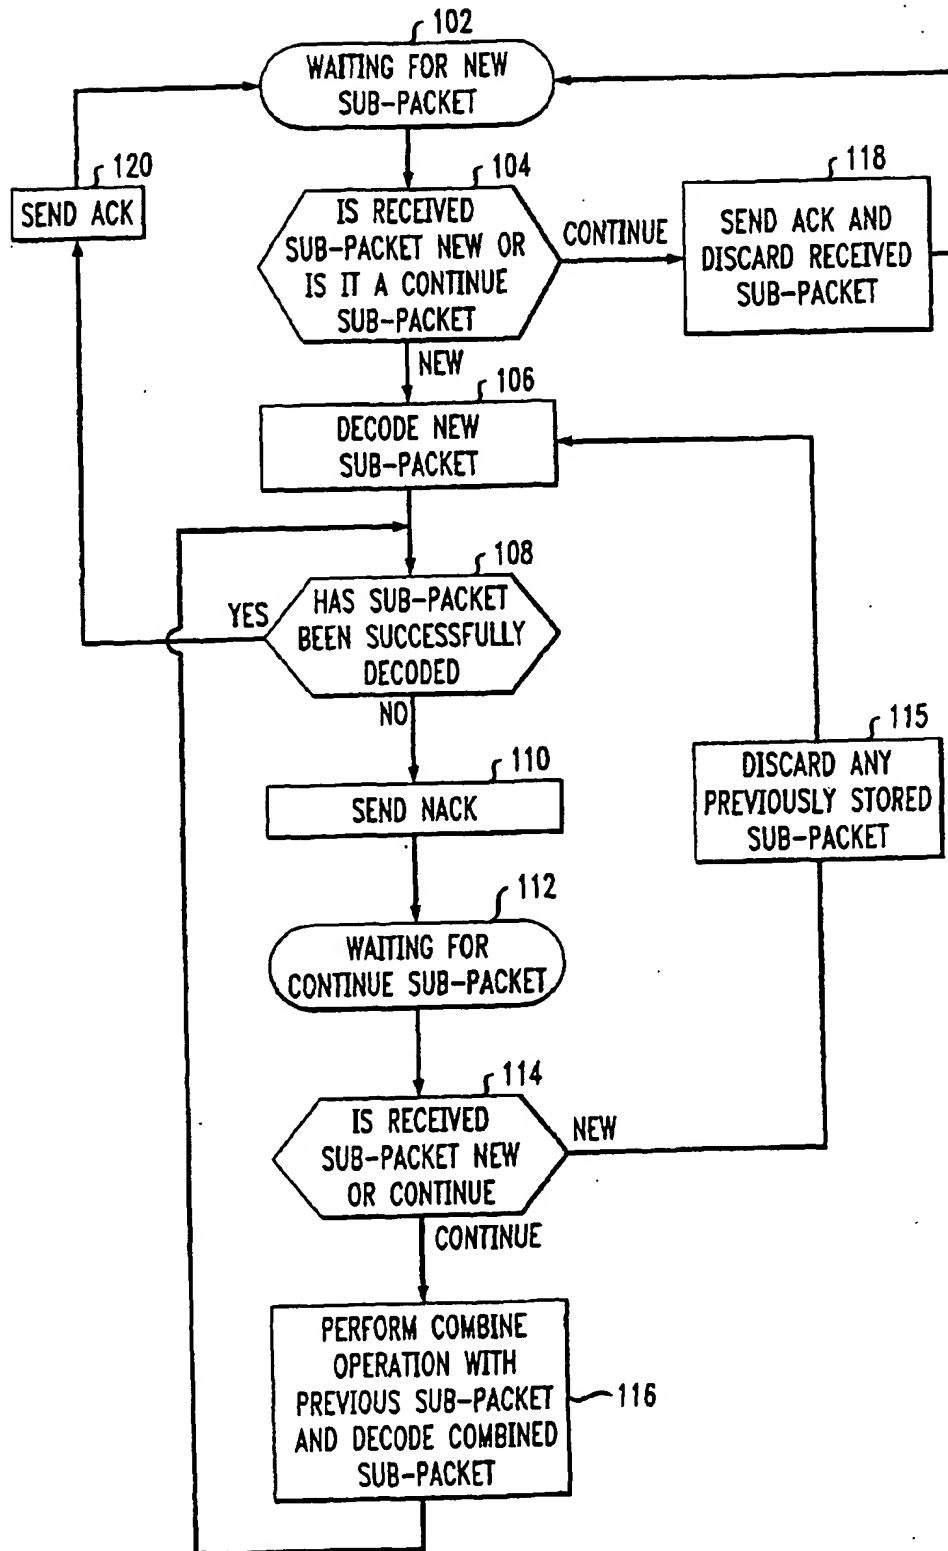 102
WAITING FOR NEW
SUB-PACKET
120
SEND ACK
104
IS RECEIVED
SUB-PACKET NEW OR
IS IT A CONTINUE
SUB-PACKET
CONTINUE
118
SEND ACK AND
DISCARD RECEIVED
SUB-PACKET
NEW
106
DECODE NEW
SUB-PACKET
108
YES
HAS SUB-PACKET
BEEN SUCCESSFULLY
DECODED
NO
110
SEND NACK
115
DISCARD ANY
PREVIOUSLY STORED
SUB-PACKET
112
WAITING FOR
CONTINUE SUB-PACKET
114
IS RECEIVED
SUB-PACKET NEW
OR CONTINUE
NEW
CONTINUE
PERFORM COMBINE
OPERATION WITH
PREVIOUS SUB-PACKET
AND DECODE COMBINED
SUB-PACKET
116